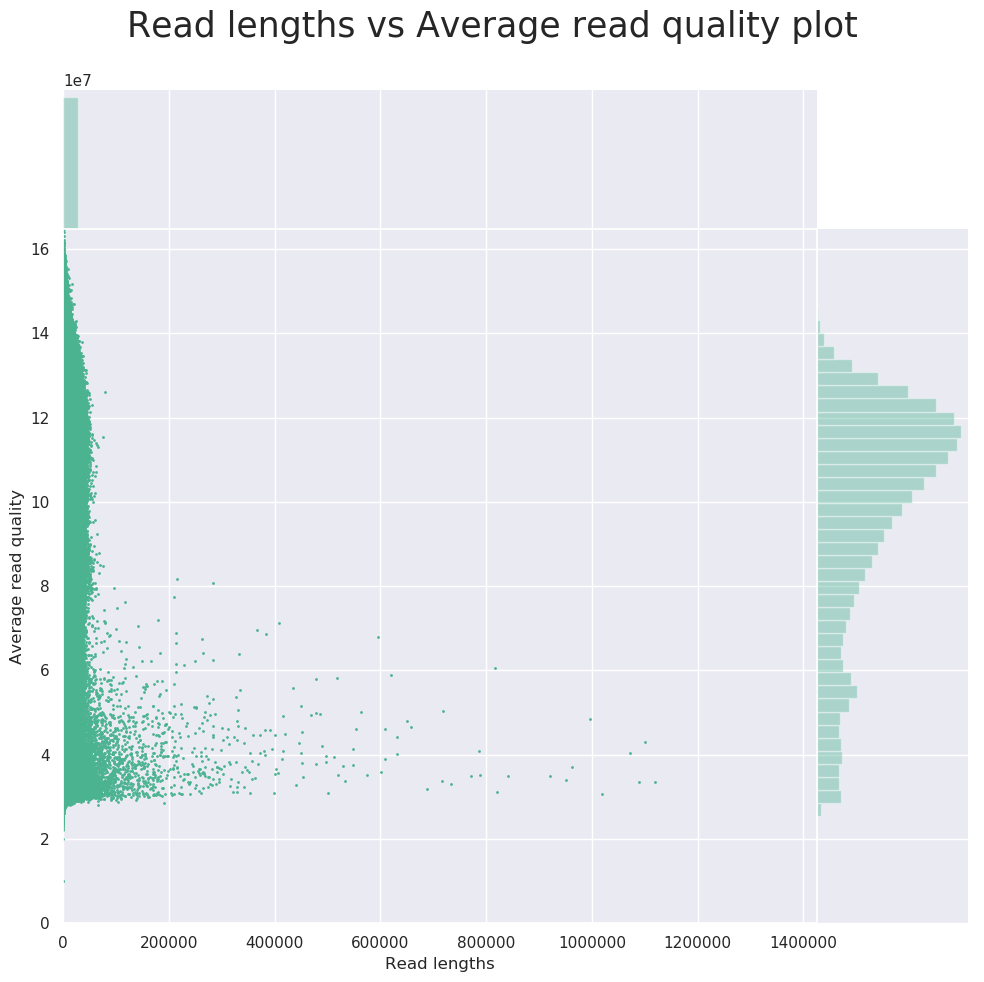 Read lengths vs Average read quality plot
1e7
16
14
12
10
8
6
4
2
0
Average read quality
0 200000 400000 600000 800000 1000000 1200000 1400000
Read lengths